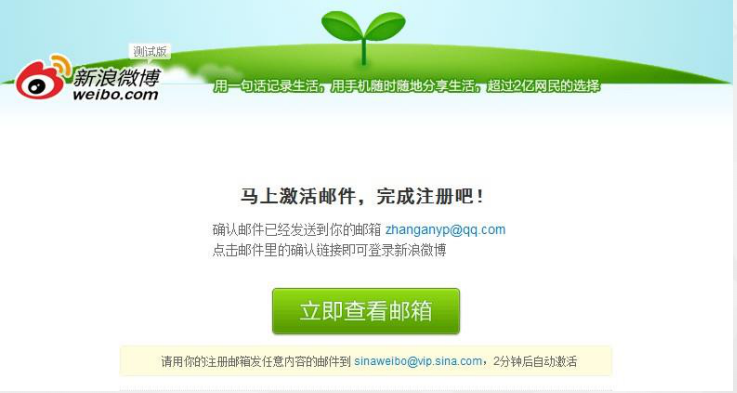 测试版
新浪微博
weibo.com
用一句话记录生活，用手机随时随地分享生活，超过2亿网民的选择
马上激活邮件，完成注册吧！
确认邮件已经发送到你的邮箱 zhanganyp@qq.com
点击邮件里的确认链接即可登录新浪微博
立即查看邮箱
请用你的注册邮箱发任意内容的邮件到 sinaweibo@vip.sina.com，2分钟后自动激活